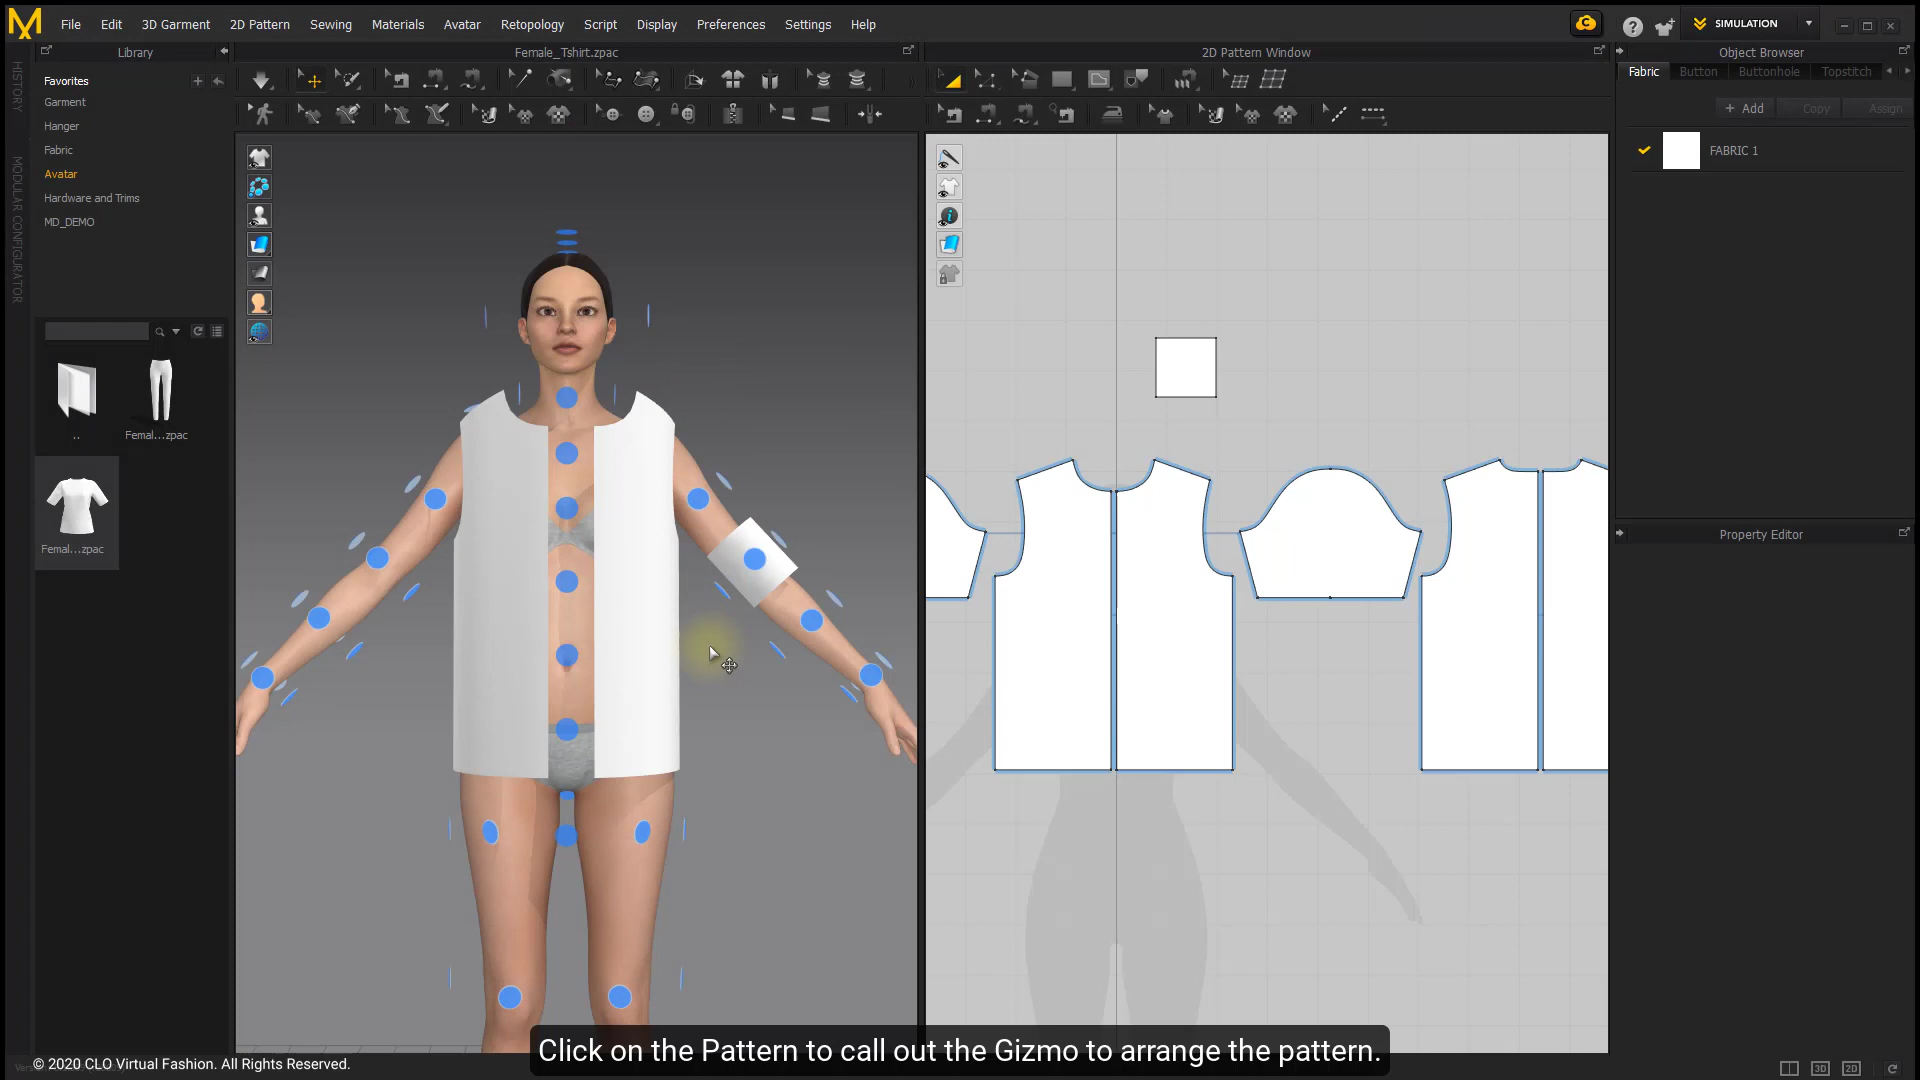 File Edit 3D Garment 2D Pattern Sewing Materials Avatar Retopology Script Display Preferences Settings Help
SIMULATION
Library
Female_Tshirt.zpac
2D Pattern Window
Object Browser
HISTORY
MODULAR CONFIGURATOR
Favorites
Garment
Hanger
Fabric
Avatar
Hardware and Trims
MD_DEMO
Fabric Button Buttonhole Topstitch
+ Add Copy Assign
FABRIC 1
Property Editor
..
Femal...zpac
Femal...zpac
Click on the Pattern to call out the Gizmo to arrange the pattern.
© 2020 CLO Virtual Fashion. All Rights Reserved.
3D 2D